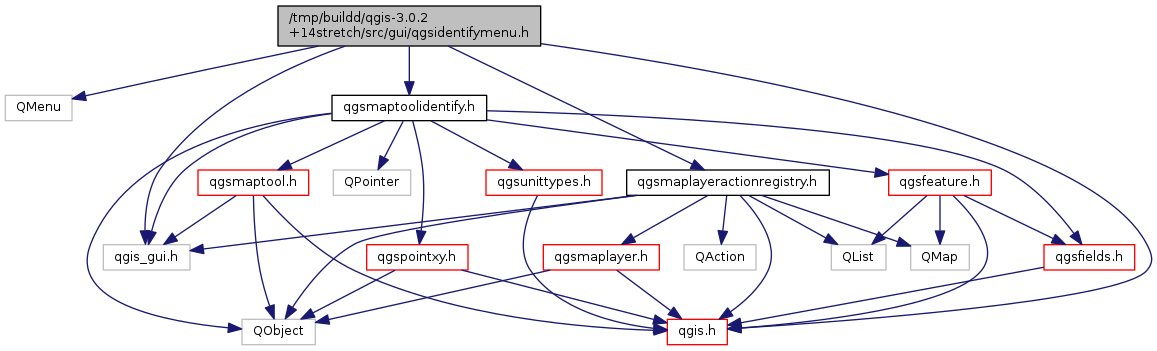 /tmp/buildd/qgis-3.0.2
+14stretch/src/gui/qgsidentifymenu.h
QMenu
qgsmaptoolidentify.h
qgsmaptool.h
QPointer
qgsunittypes.h
qgsmaplayeractionregistry.h
qgsfeature.h
qgis_gui.h
qgspointxy.h
qgsmaplayer.h
QAction
QList
QMap
qgsfields.h
QObject
qgis.h